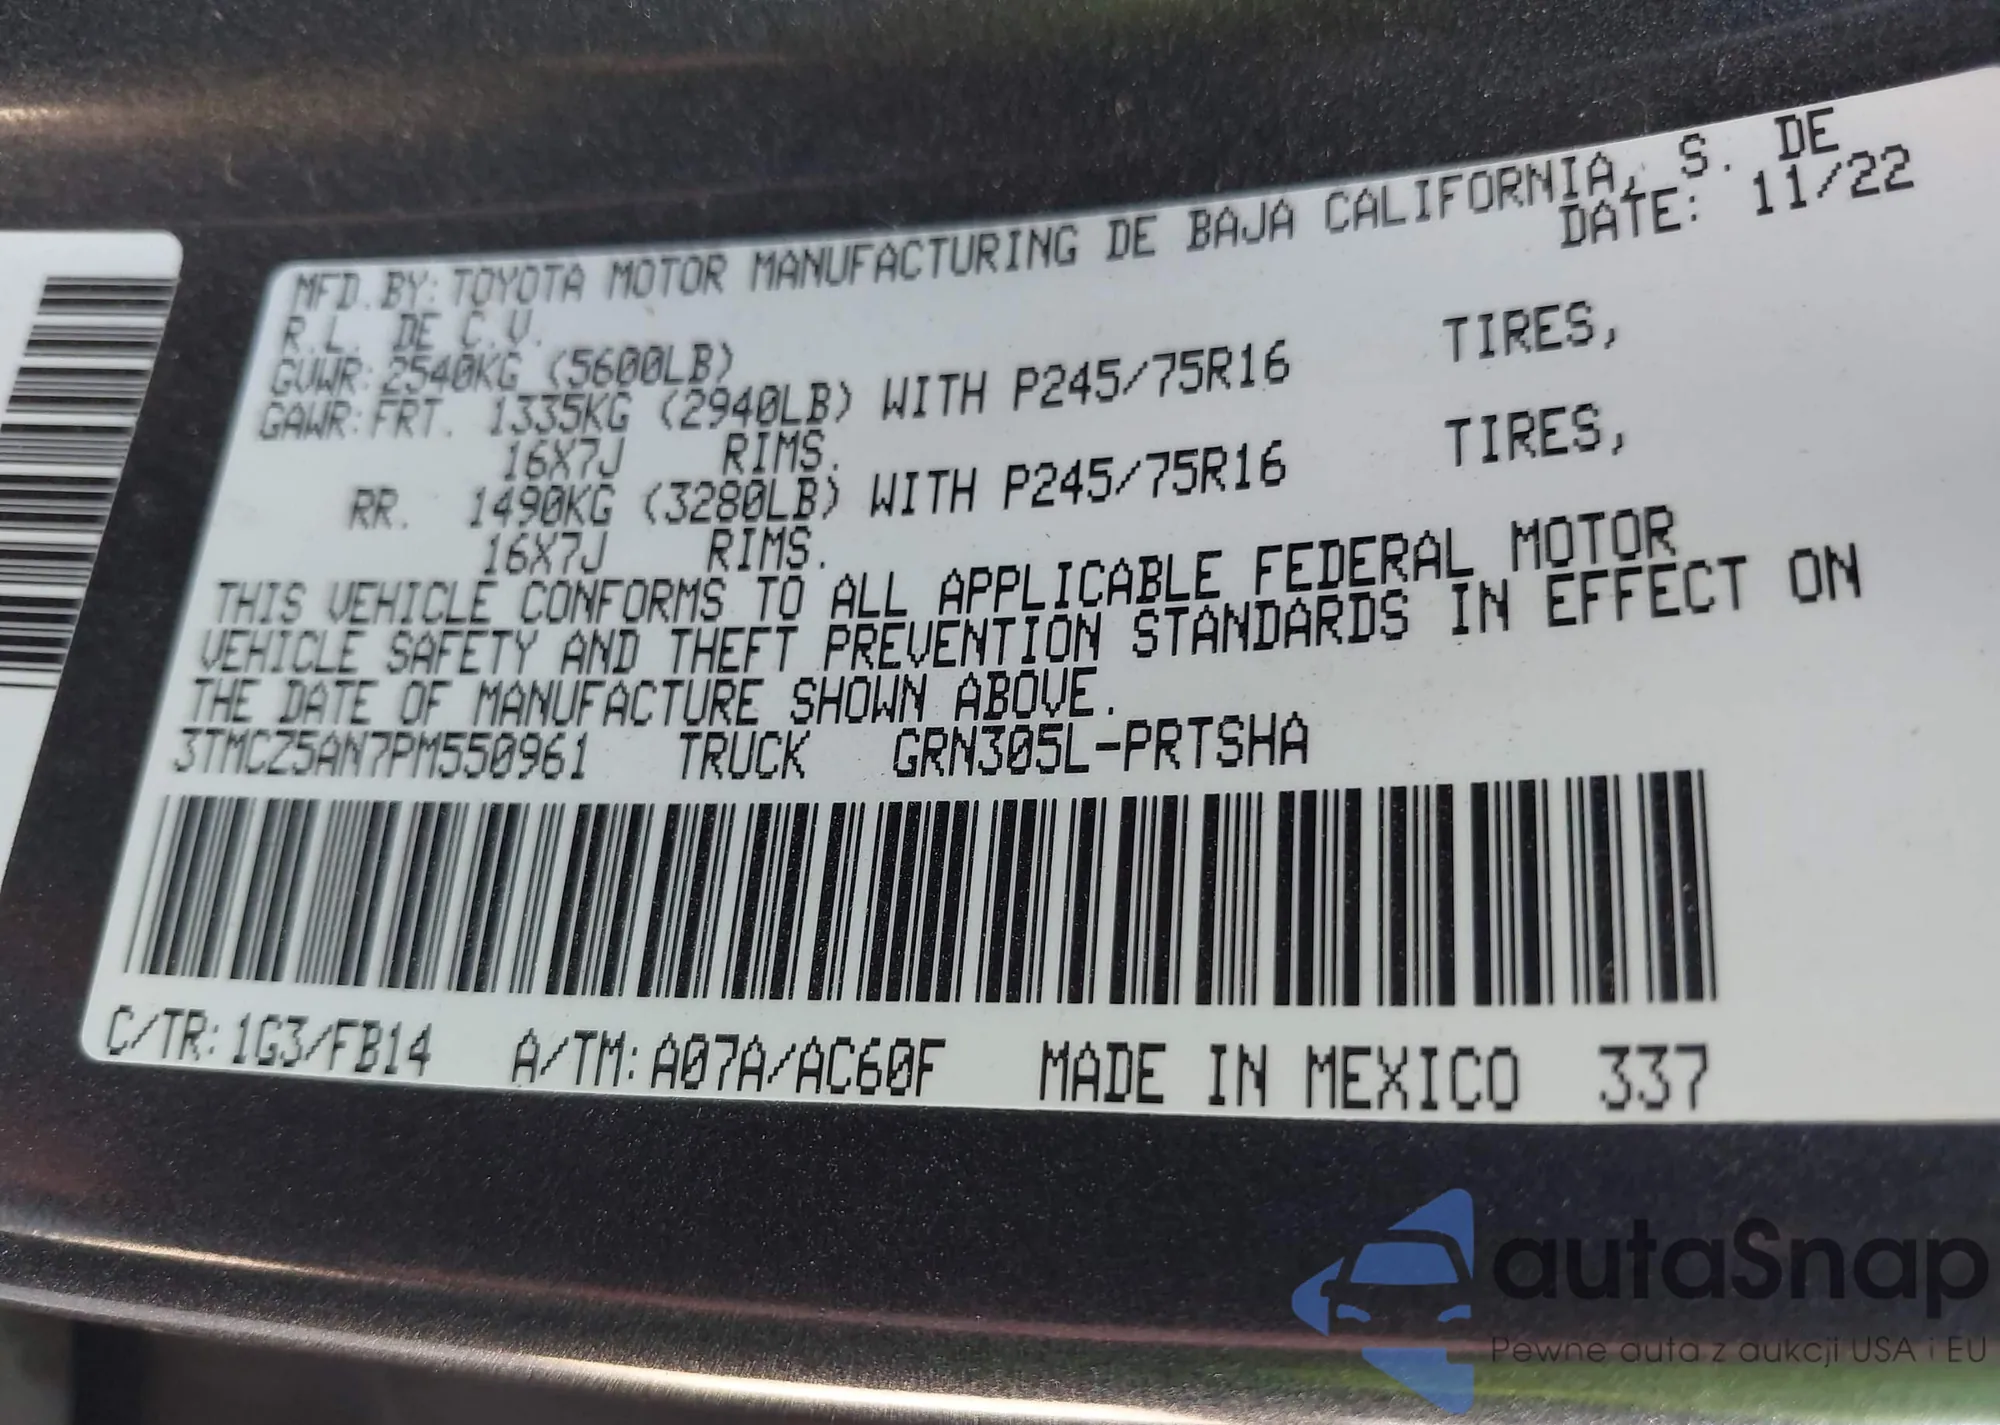 MFD.BY:TOYOTA MOTOR MANUFACTURING DE BAJA CALIFORNIA, S. DE
R.L. DE C.V. DATE: 11/22
GVWR: 2540KG (5600LB)
GAWR:FRT. 1335KG (2940LB) WITH P245/75R16 TIRES,
16X7J RIMS.
RR. 1490KG (3280LB) WITH P245/75R16 TIRES,
16X7J RIMS.
THIS VEHICLE CONFORMS TO ALL APPLICABLE FEDERAL MOTOR
VEHICLE SAFETY AND THEFT PREVENTION STANDARDS IN EFFECT ON
THE DATE OF MANUFACTURE SHOWN ABOVE.
3TMCZ5AN7PM550961 TRUCK GRN305L-PRTSHA
C/TR: 1G3/FB14 A/TM: A07A/AC60F MADE IN MEXICO 337
autaSnap
Pewne auta z aukcji USA i EU